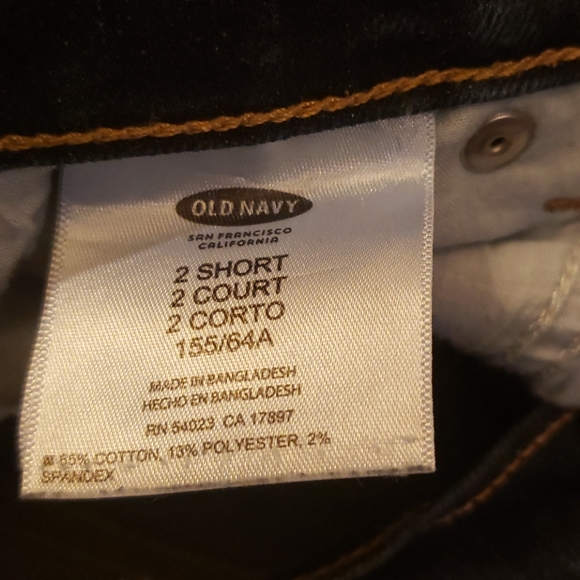 OLD NAVY
SAN FRANCISCO
CALIFORNIA
2 SHORT
2 COURT
2 CORTO
155/64A
MADE IN BANGLADESH
HECHO EN BANGLADESH
RN 54023 CA 17897
85% COTTON, 13% POLYESTER, 2%
SPANDEX